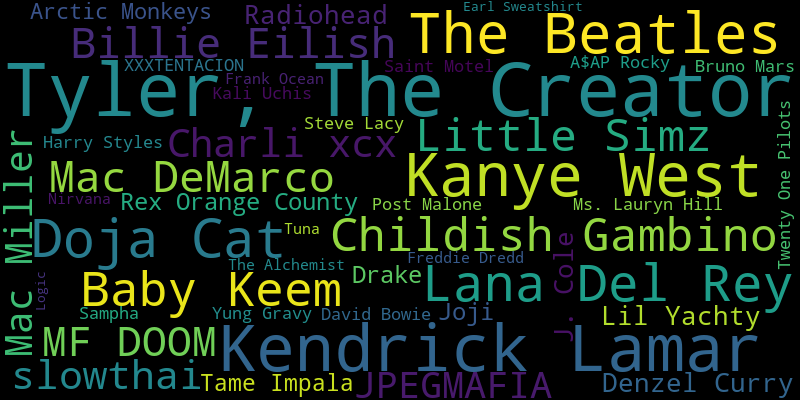 Arctic Monkeys
Radiohead
Earl Sweatshirt
Billie Eilish
The Beatles
XXXTENTACION
Saint Motel
A$AP Rocky
Bruno Mars
Tyler, The Creator
Frank Ocean
Kali Uchis
Steve Lacy
Harry Styles
Charli xcx
Little Simz
Twenty One Pilots
Mac DeMarco
Kanye West
Nirvana
Rex Orange County
Post Malone
Ms. Lauryn Hill
Mac Miller
Doja Cat
Tuna
Childish Gambino
The Alchemist
Freddie Dredd
Logic
Baby Keem
Drake
Lana Del Rey
J. Cole
Sampha
Yung Gravy
David Bowie
Joji
Lil Yachty
MF DOOM
Kendrick Lamar
slowthai
Tame Impala
JPEGMAFIA
Denzel Curry